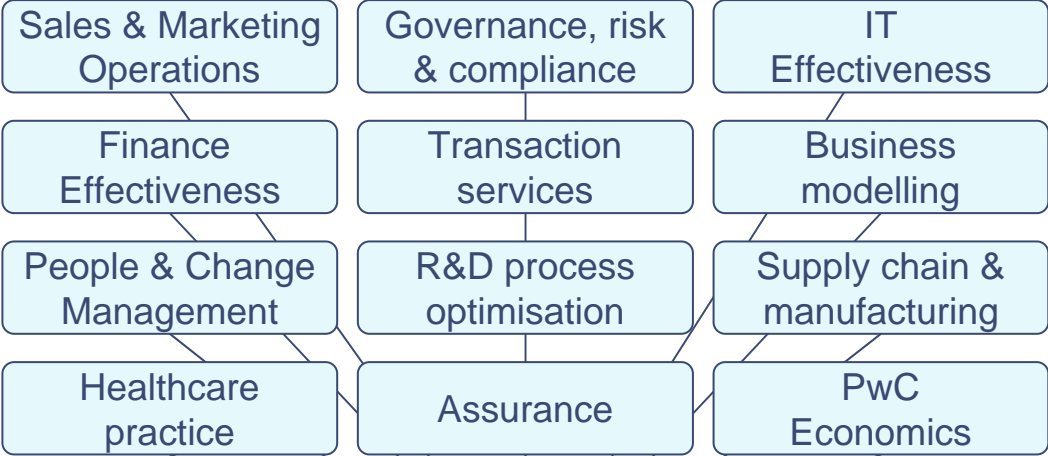 Sales & Marketing
Operations
Governance, risk
& compliance
IT
Effectiveness
Finance
Effectiveness
Transaction
services
Business
modelling
People & Change
Management
R&D process
optimisation
Supply chain &
manufacturing
Healthcare
practice
Assurance
PwC
Economics